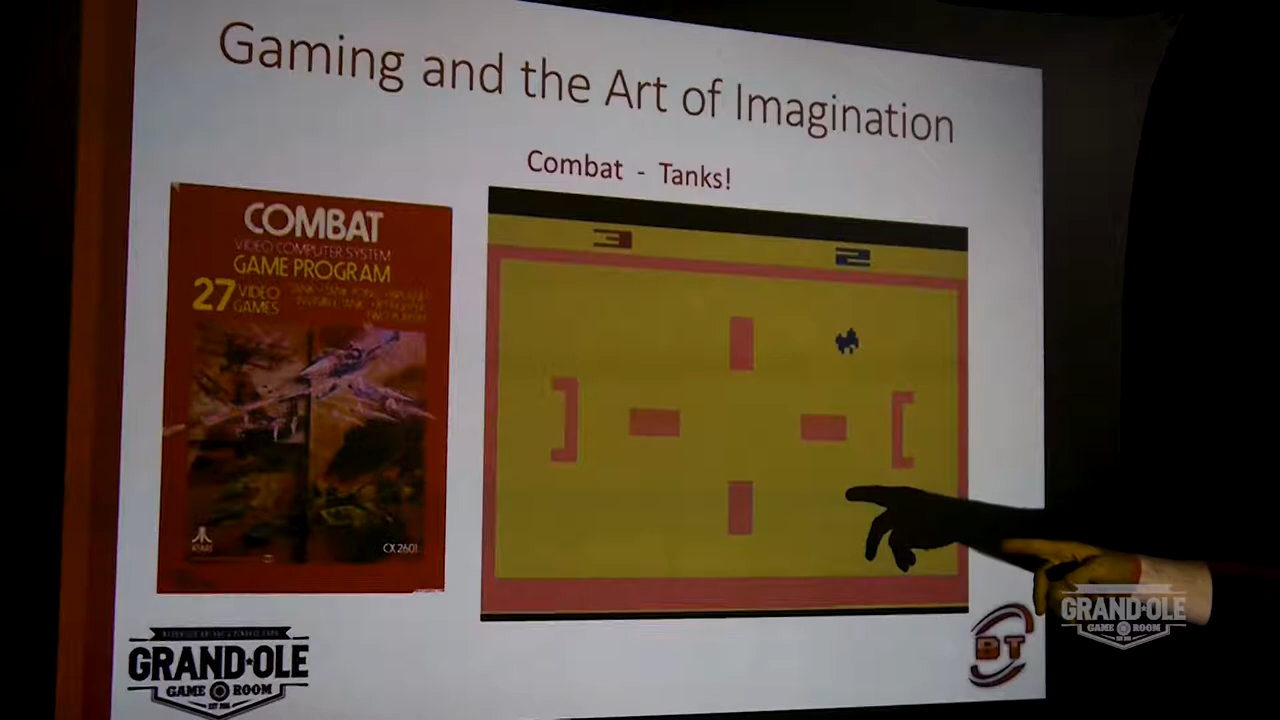 Gaming and the Art of Imagination
Combat - Tanks!
COMBAT
VIDEO COMPUTER SYSTEM
GAME PROGRAM
27 VIDEO
GAMES
ATARI
CX2601
3
2
GRAND OLE
GAME ROOM
BT
GRAND OLE
GAME ROOM